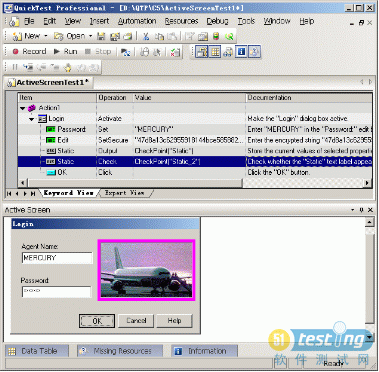 QuickTest Professional - [D:\QTP\CS\ActiveScreenTest1*]
File Edit View Insert Automation Resources Debug Tools Window Help
New Open
Record Run Stop
ActiveScreenTest1*
Item Operation Value Documentation
Action1
Login Activate Make the "Login" dialog box active.
Password: Set "MERCURY" Enter "MERCURY" in the "Password:" edit b
Edit SetSecure Enter the encrypted string
Static Output CheckPoint("Static") Store the current values of selected propertie
Static Check CheckPoint("Static_2") Check whether the "Static" text label appea
OK Click Click the "OK" button.
Keyword View Expert View
Active Screen
Login
Agent Name:
MERCURY
Password:
OK Cancel Help
51testing
软件测试网
Data Table Missing Resources Information
Ready